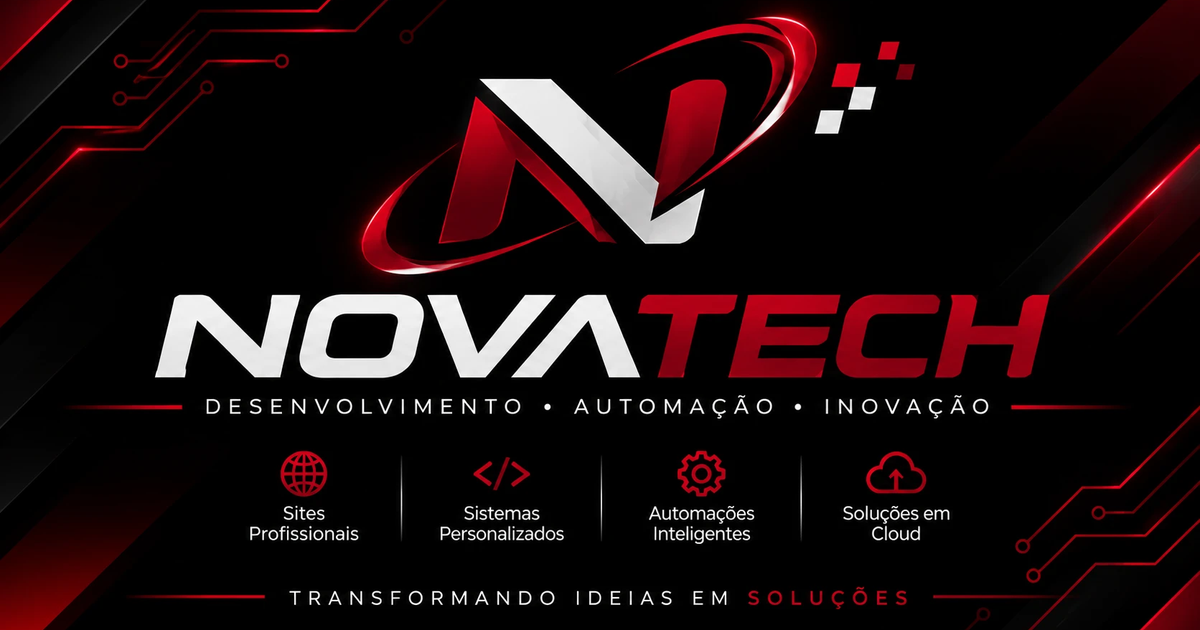 NOVATECH
DESENVOLVIMENTO • AUTOMAÇÃO • INOVAÇÃO
Sites
Profissionais
Sistemas
Personalizados
Automações
Inteligentes
Soluções em
Cloud
TRANSFORMANDO IDEIAS EM SOLUÇÕES